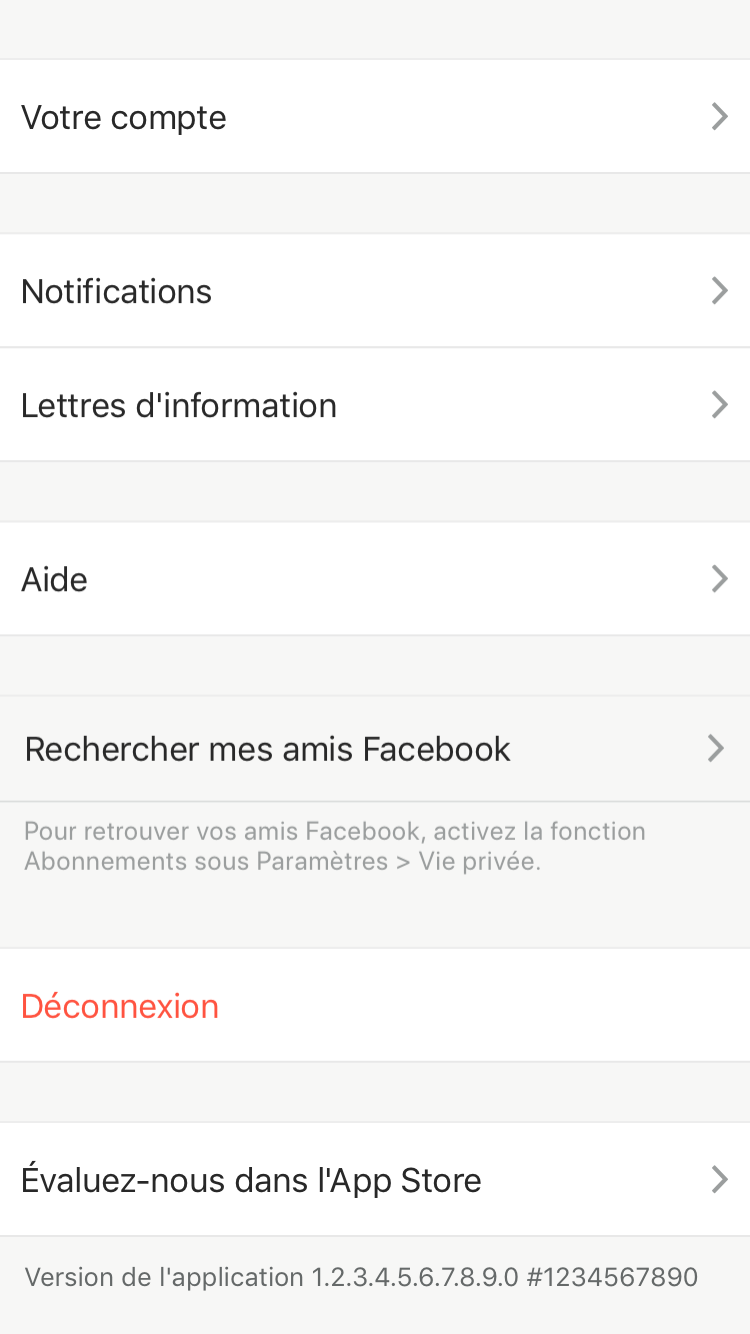 Votre compte
Notifications
Lettres d'information
Aide
Rechercher mes amis Facebook
Pour retrouver vos amis Facebook, activez la fonction
Abonnements sous Paramètres > Vie privée.
Déconnexion
Évaluez-nous dans l'App Store
Version de l'application 1.2.3.4.5.6.7.8.9.0 #1234567890